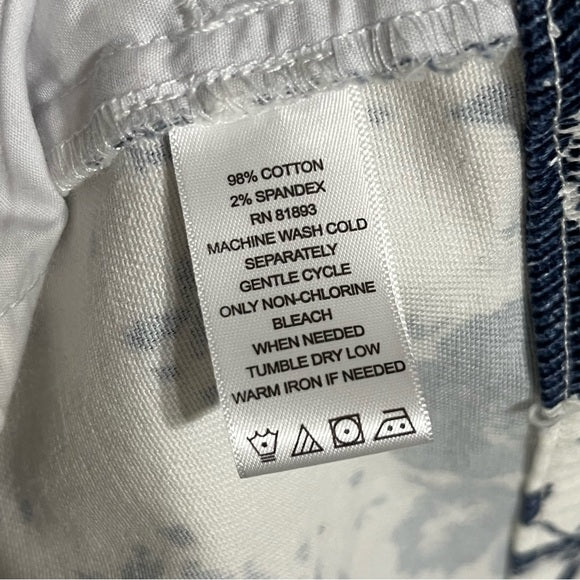 98% COTTON
2% SPANDEX
RN 81893
MACHINE WASH COLD
SEPARATELY
GENTLE CYCLE
ONLY NON-CHLORINE
BLEACH
WHEN NEEDED
TUMBLE DRY LOW
WARM IRON IF NEEDED